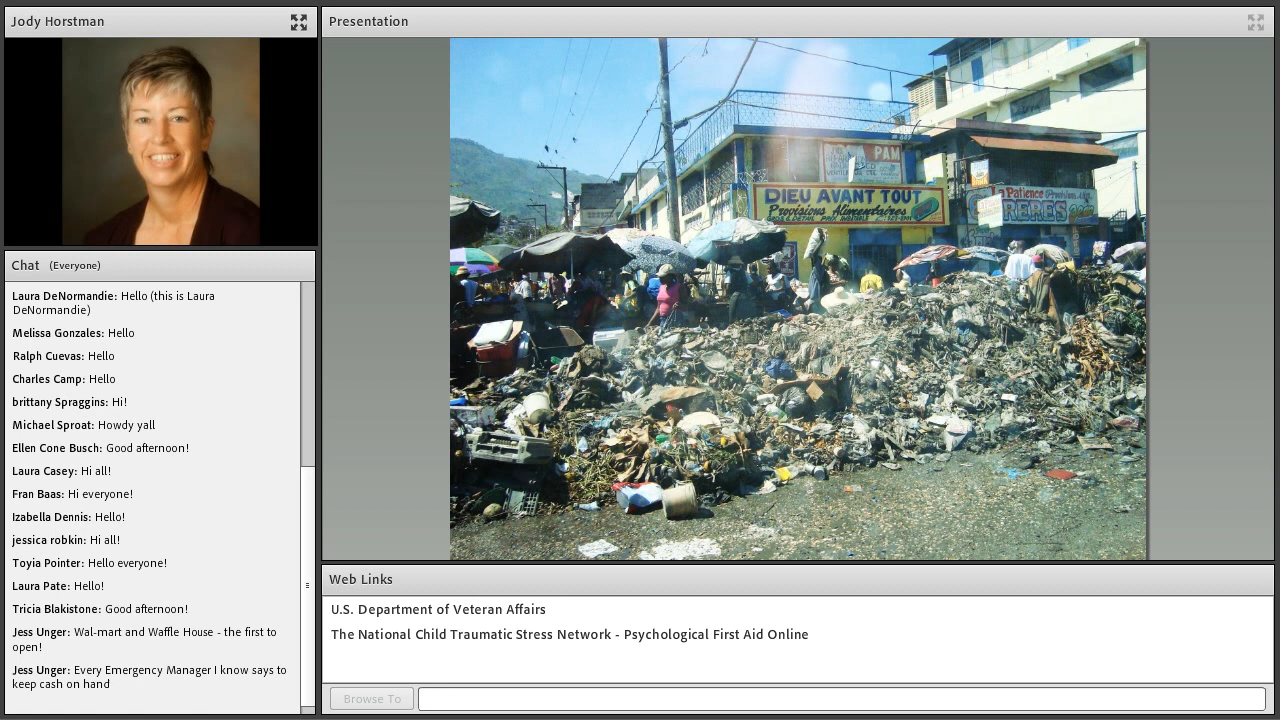 Jody Horstman
Presentation
PAM
DIEU AVANT TOUT
Provisions Alimentaires
La Patience
Chat (Everyone)
Laura DeNormandie: Hello (this is Laura
DeNormandie)
Melissa Gonzales: Hello
Ralph Cuevas: Hello
Charles Camp: Hello
brittany Spraggins: Hi!
Michael Sproat: Howdy yall
Ellen Cone Busch: Good afternoon!
Laura Casey: Hi all!
Fran Baas: Hi everyone!
Izabella Dennis: Hello!
jessica robkin: Hi all!
Toyia Pointer: Hello everyone!
Laura Pate: Hello!
Tricia Blakistone: Good afternoon!
Jess Unger: Wal-mart and Waffle House - the first to
open!
Jess Unger: Every Emergency Manager I know says to
keep cash on hand
Web Links
U.S. Department of Veteran Affairs
The National Child Traumatic Stress Network - Psychological First Aid Online
Browse To